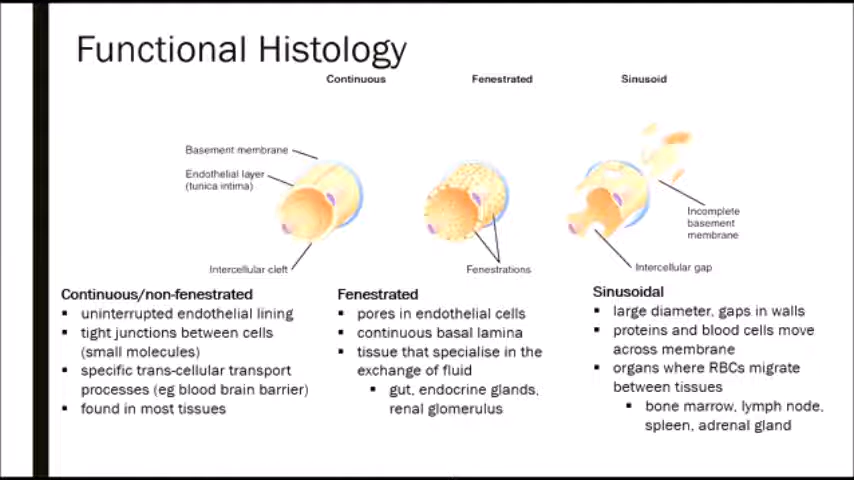 Functional Histology
Continuous
Fenestrated
Sinusoid
Basement membrane
Endothelial layer
(tunica intima)
Intercellular cleft
Fenestrations
Incomplete
basement
membrane
Intercellular gap
Continuous/non-fenestrated
▪ uninterrupted endothelial lining
▪ tight junctions between cells
(small molecules)
▪ specific trans-cellular transport
processes (eg blood brain barrier)
▪ found in most tissues
Fenestrated
▪ pores in endothelial cells
▪ continuous basal lamina
▪ tissue that specialise in the
exchange of fluid
▪ gut, endocrine glands,
renal glomerulus
Sinusoidal
▪ large diameter, gaps in walls
▪ proteins and blood cells move
across membrane
▪ organs where RBCs migrate
between tissues
▪ bone marrow, lymph node,
spleen, adrenal gland